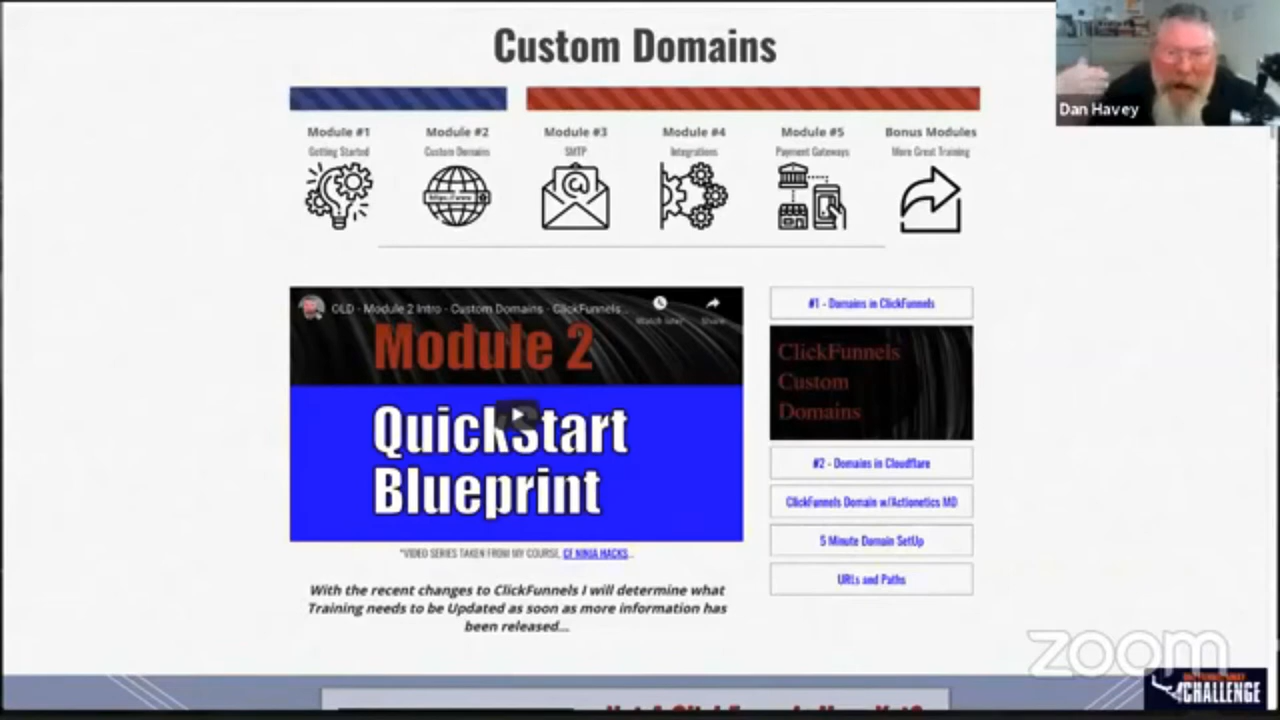 Custom Domains
Dan Havey
Module #1
Getting Started
Module #2
Custom Domains
Module #3
SMTP
Module #4
Integrations
Module #5
Payment Gateways
Bonus Modules
More Great Training
OLD - Module 2 Intro - Custom Domains - ClickFunnels...
Watch later
Share
Module 2
QuickStart
Blueprint
*VIDEO SERIES TAKEN FROM MY COURSE, CF NINJA HACKS...
With the recent changes to ClickFunnels I will determine what
Training needs to be Updated as soon as more information has
been released...
#1 - Domains in ClickFunnels
ClickFunnels
Custom
Domains
#2 - Domains in Cloudflare
ClickFunnels Domain w/Actionetics MD
5 Minute Domain SetUp
URLs and Paths
zoom
CHALLENGE